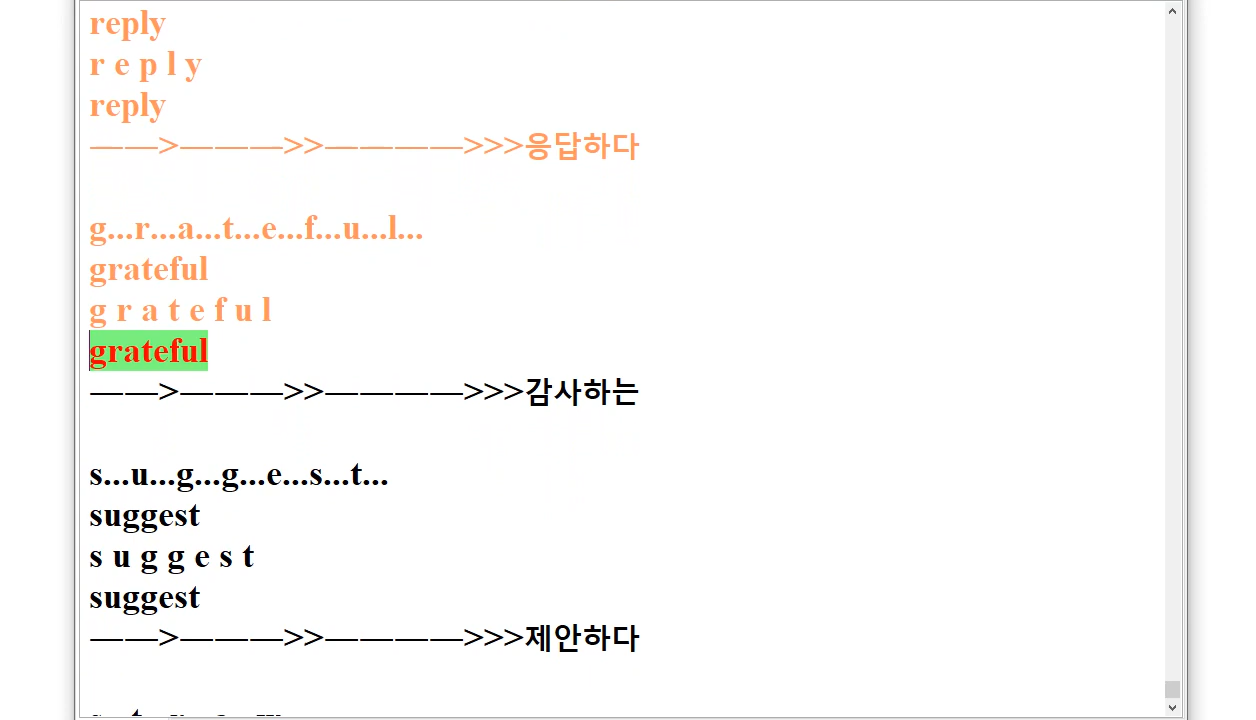 reply
r e p l y
reply
——>———>>————>>>응답하다
g...r...a...t...e...f...u...l...
grateful
g r a t e f u l
grateful
——>———>>————>>>감사하는
s...u...g...g...e...s...t...
suggest
s u g g e s t
suggest
——>———>>————>>>제안하다